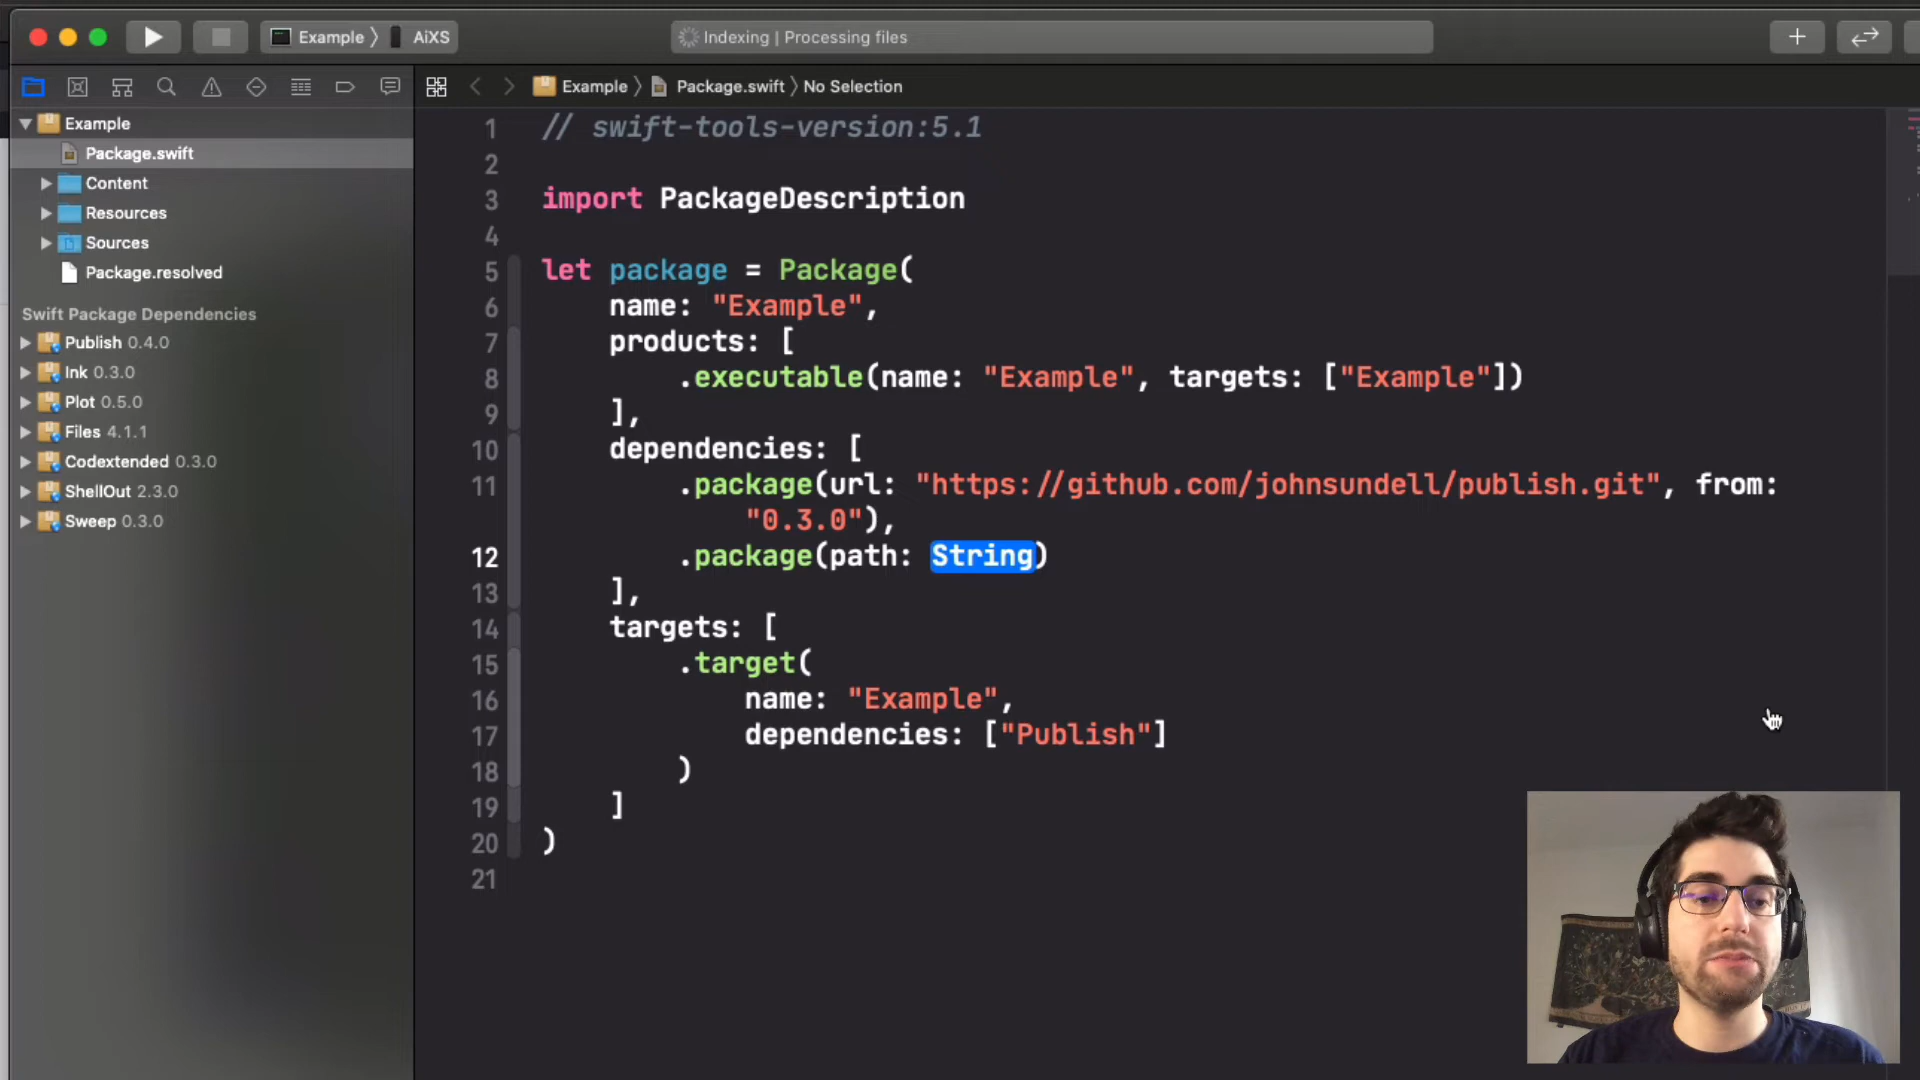 Example 〉 AiXS
Indexing | Processing files
Example 〉 Package.swift 〉 No Selection
Example
Package.swift
Content
Resources
Sources
Package.resolved
Swift Package Dependencies
Publish 0.4.0
Ink 0.3.0
Plot 0.5.0
Files 4.1.1
Codextended 0.3.0
ShellOut 2.3.0
Sweep 0.3.0
1 // swift-tools-version:5.1
2
3 import PackageDescription
4
5 let package = Package(
6 name: "Example",
7 products: [
8 .executable(name: "Example", targets: ["Example"])
9 ],
10 dependencies: [
11 .package(url: "https://github.com/johnsundell/publish.git", from:
"0.3.0"),
12 .package(path: String)
13 ],
14 targets: [
15 .target(
16 name: "Example",
17 dependencies: ["Publish"]
18 )
19 ]
20 )
21